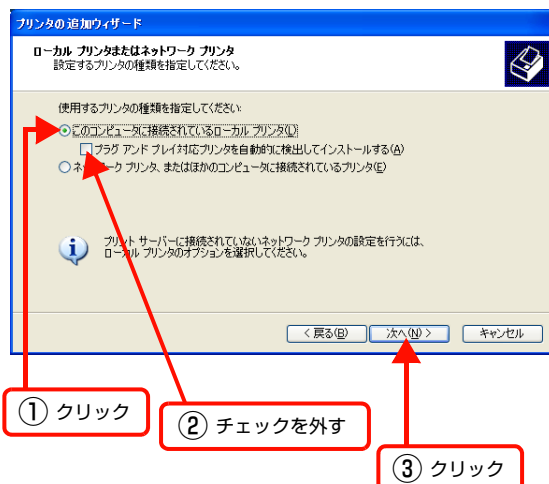 プリンタの追加ウィザード
ローカル プリンタまたはネットワーク プリンタ
設定するプリンタの種類を指定してください。
使用するプリンタの種類を指定してください:
このコンピュータに接続されているローカル プリンタ(L)
プラグ アンド プレイ対応プリンタを自動的に検出してインストールする(A)
ネットワーク プリンタ、またはほかのコンピュータに接続されているプリンタ(E)
プリント サーバーに接続されていないネットワーク プリンタの設定を行うには、
ローカル プリンタのオプションを選択してください。
< 戻る(B)
次へ(N) >
キャンセル
① クリック
② チェックを外す
③ クリック